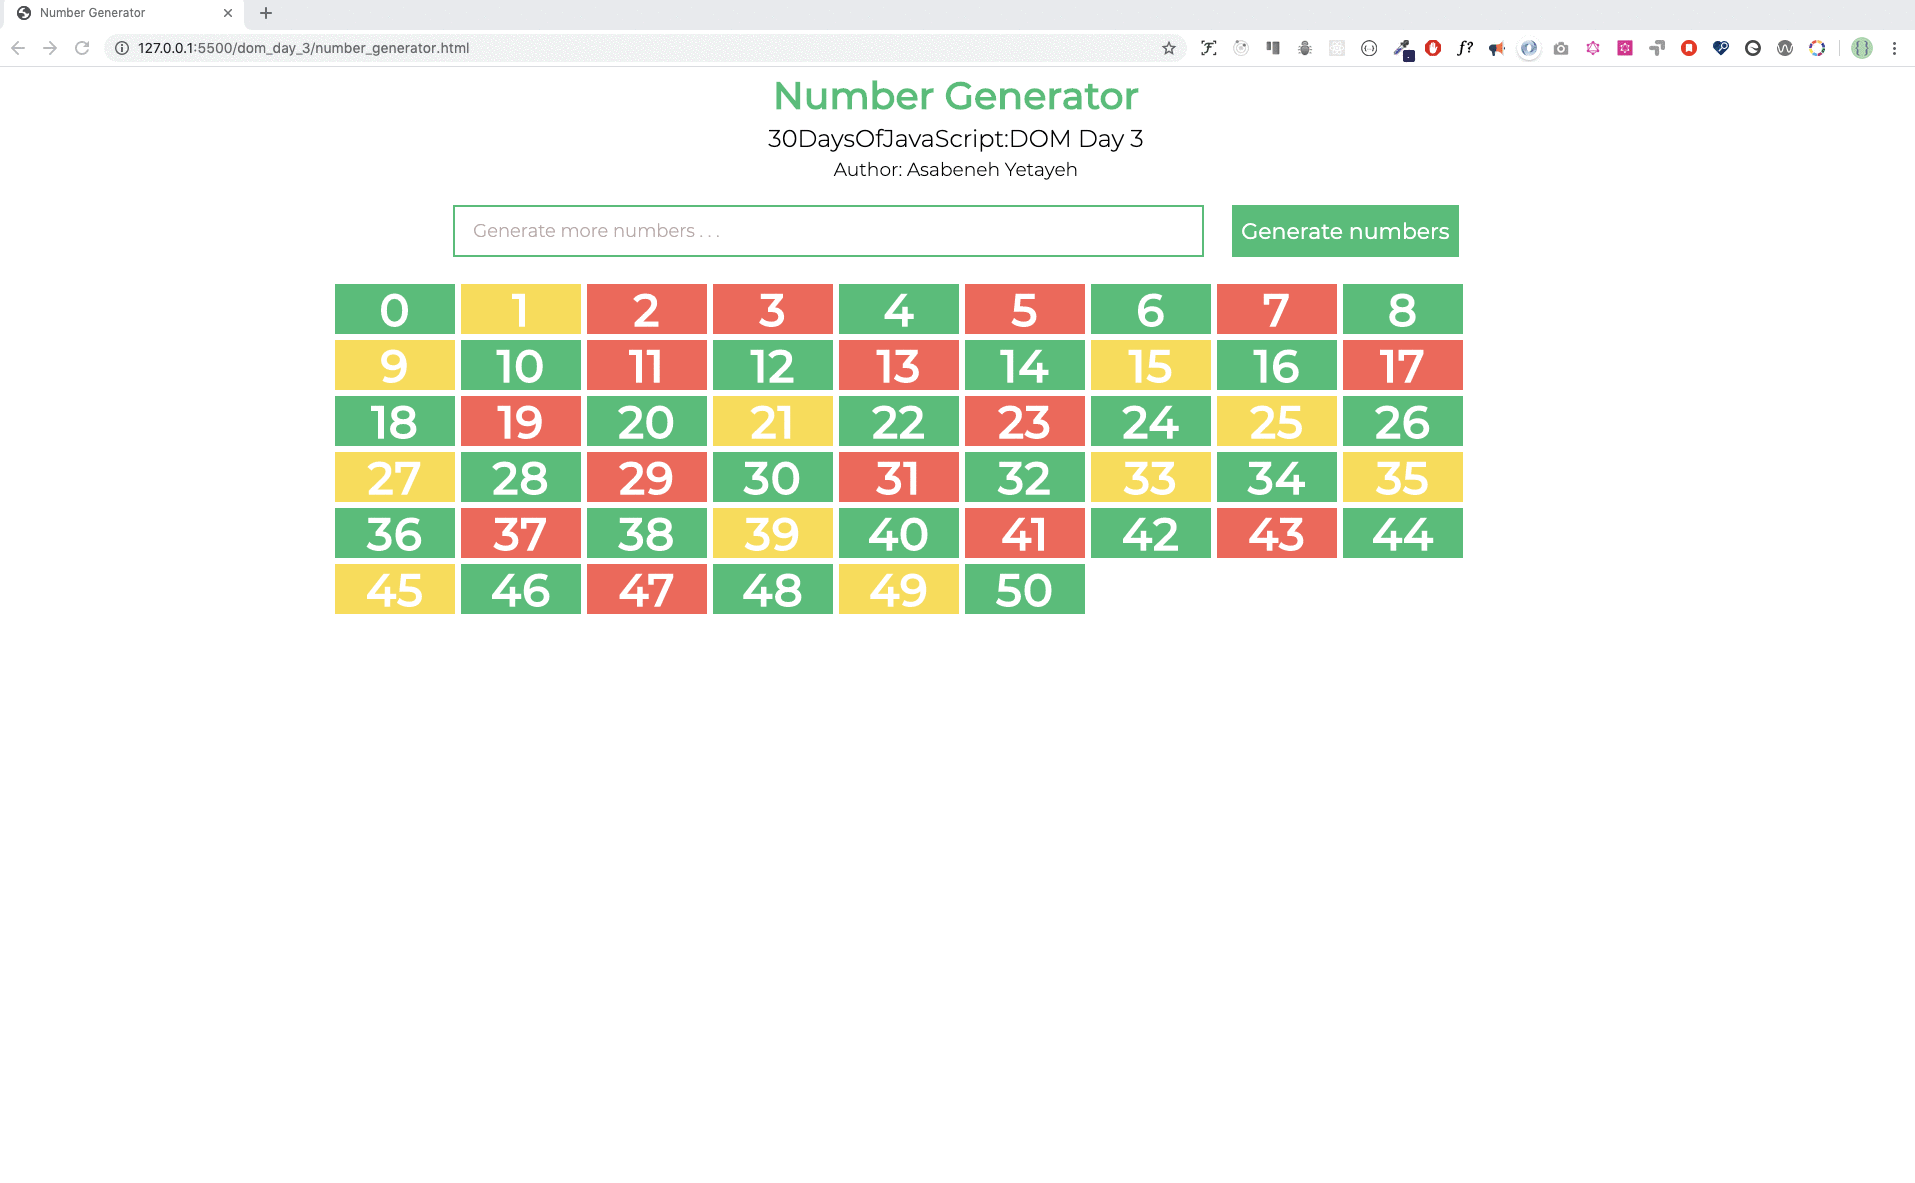 Number Generator
127.0.0.1:5500/dom_day_3/number_generator.html
Number Generator
30DaysOfJavaScript:DOM Day 3
Author: Asabeneh Yetayeh
Generate more numbers . . .
Generate numbers
0 1 2 3 4 5 6 7 8
9 10 11 12 13 14 15 16 17
18 19 20 21 22 23 24 25 26
27 28 29 30 31 32 33 34 35
36 37 38 39 40 41 42 43 44
45 46 47 48 49 50